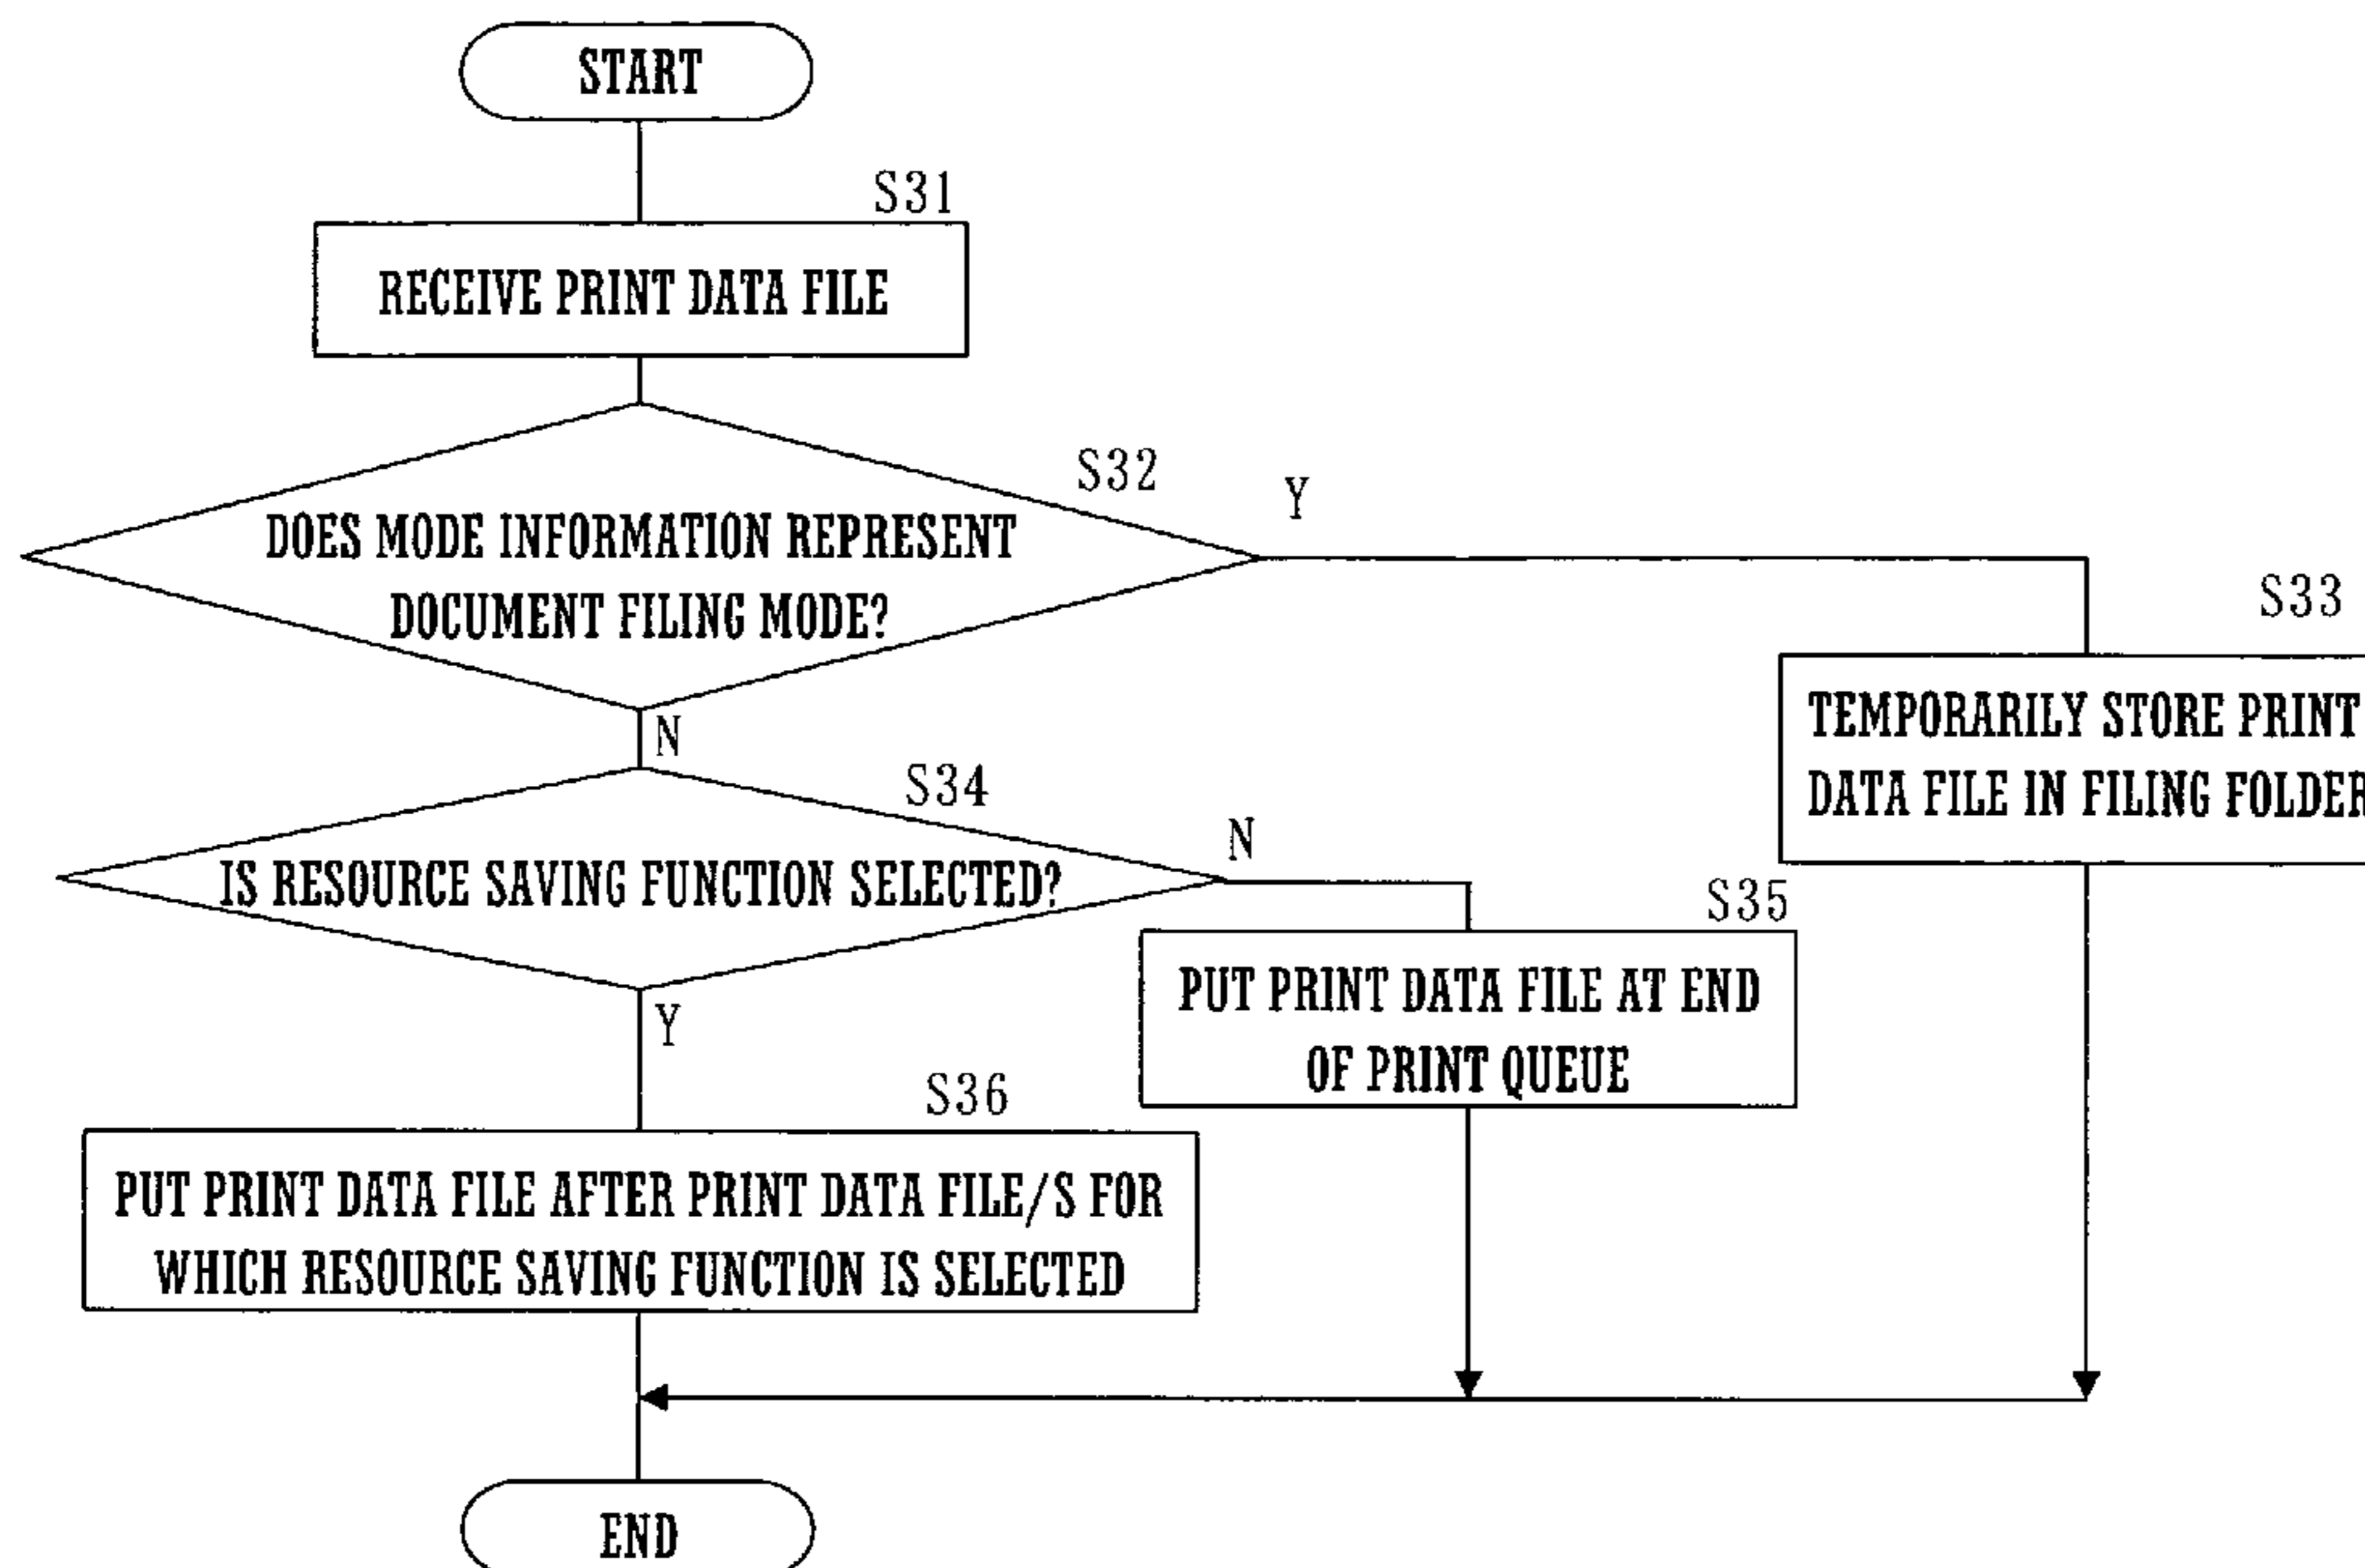 START
S31
RECEIVE PRINT DATA FILE
S32
Y
DOES MODE INFORMATION REPRESENT
DOCUMENT FILING MODE?
S33
TEMPORARILY STORE PRINT
DATA FILE IN FILING FOLDER
N
S34
N
IS RESOURCE SAVING FUNCTION SELECTED?
S35
PUT PRINT DATA FILE AT END
OF PRINT QUEUE
Y
S36
PUT PRINT DATA FILE AFTER PRINT DATA FILE/S FOR
WHICH RESOURCE SAVING FUNCTION IS SELECTED
END